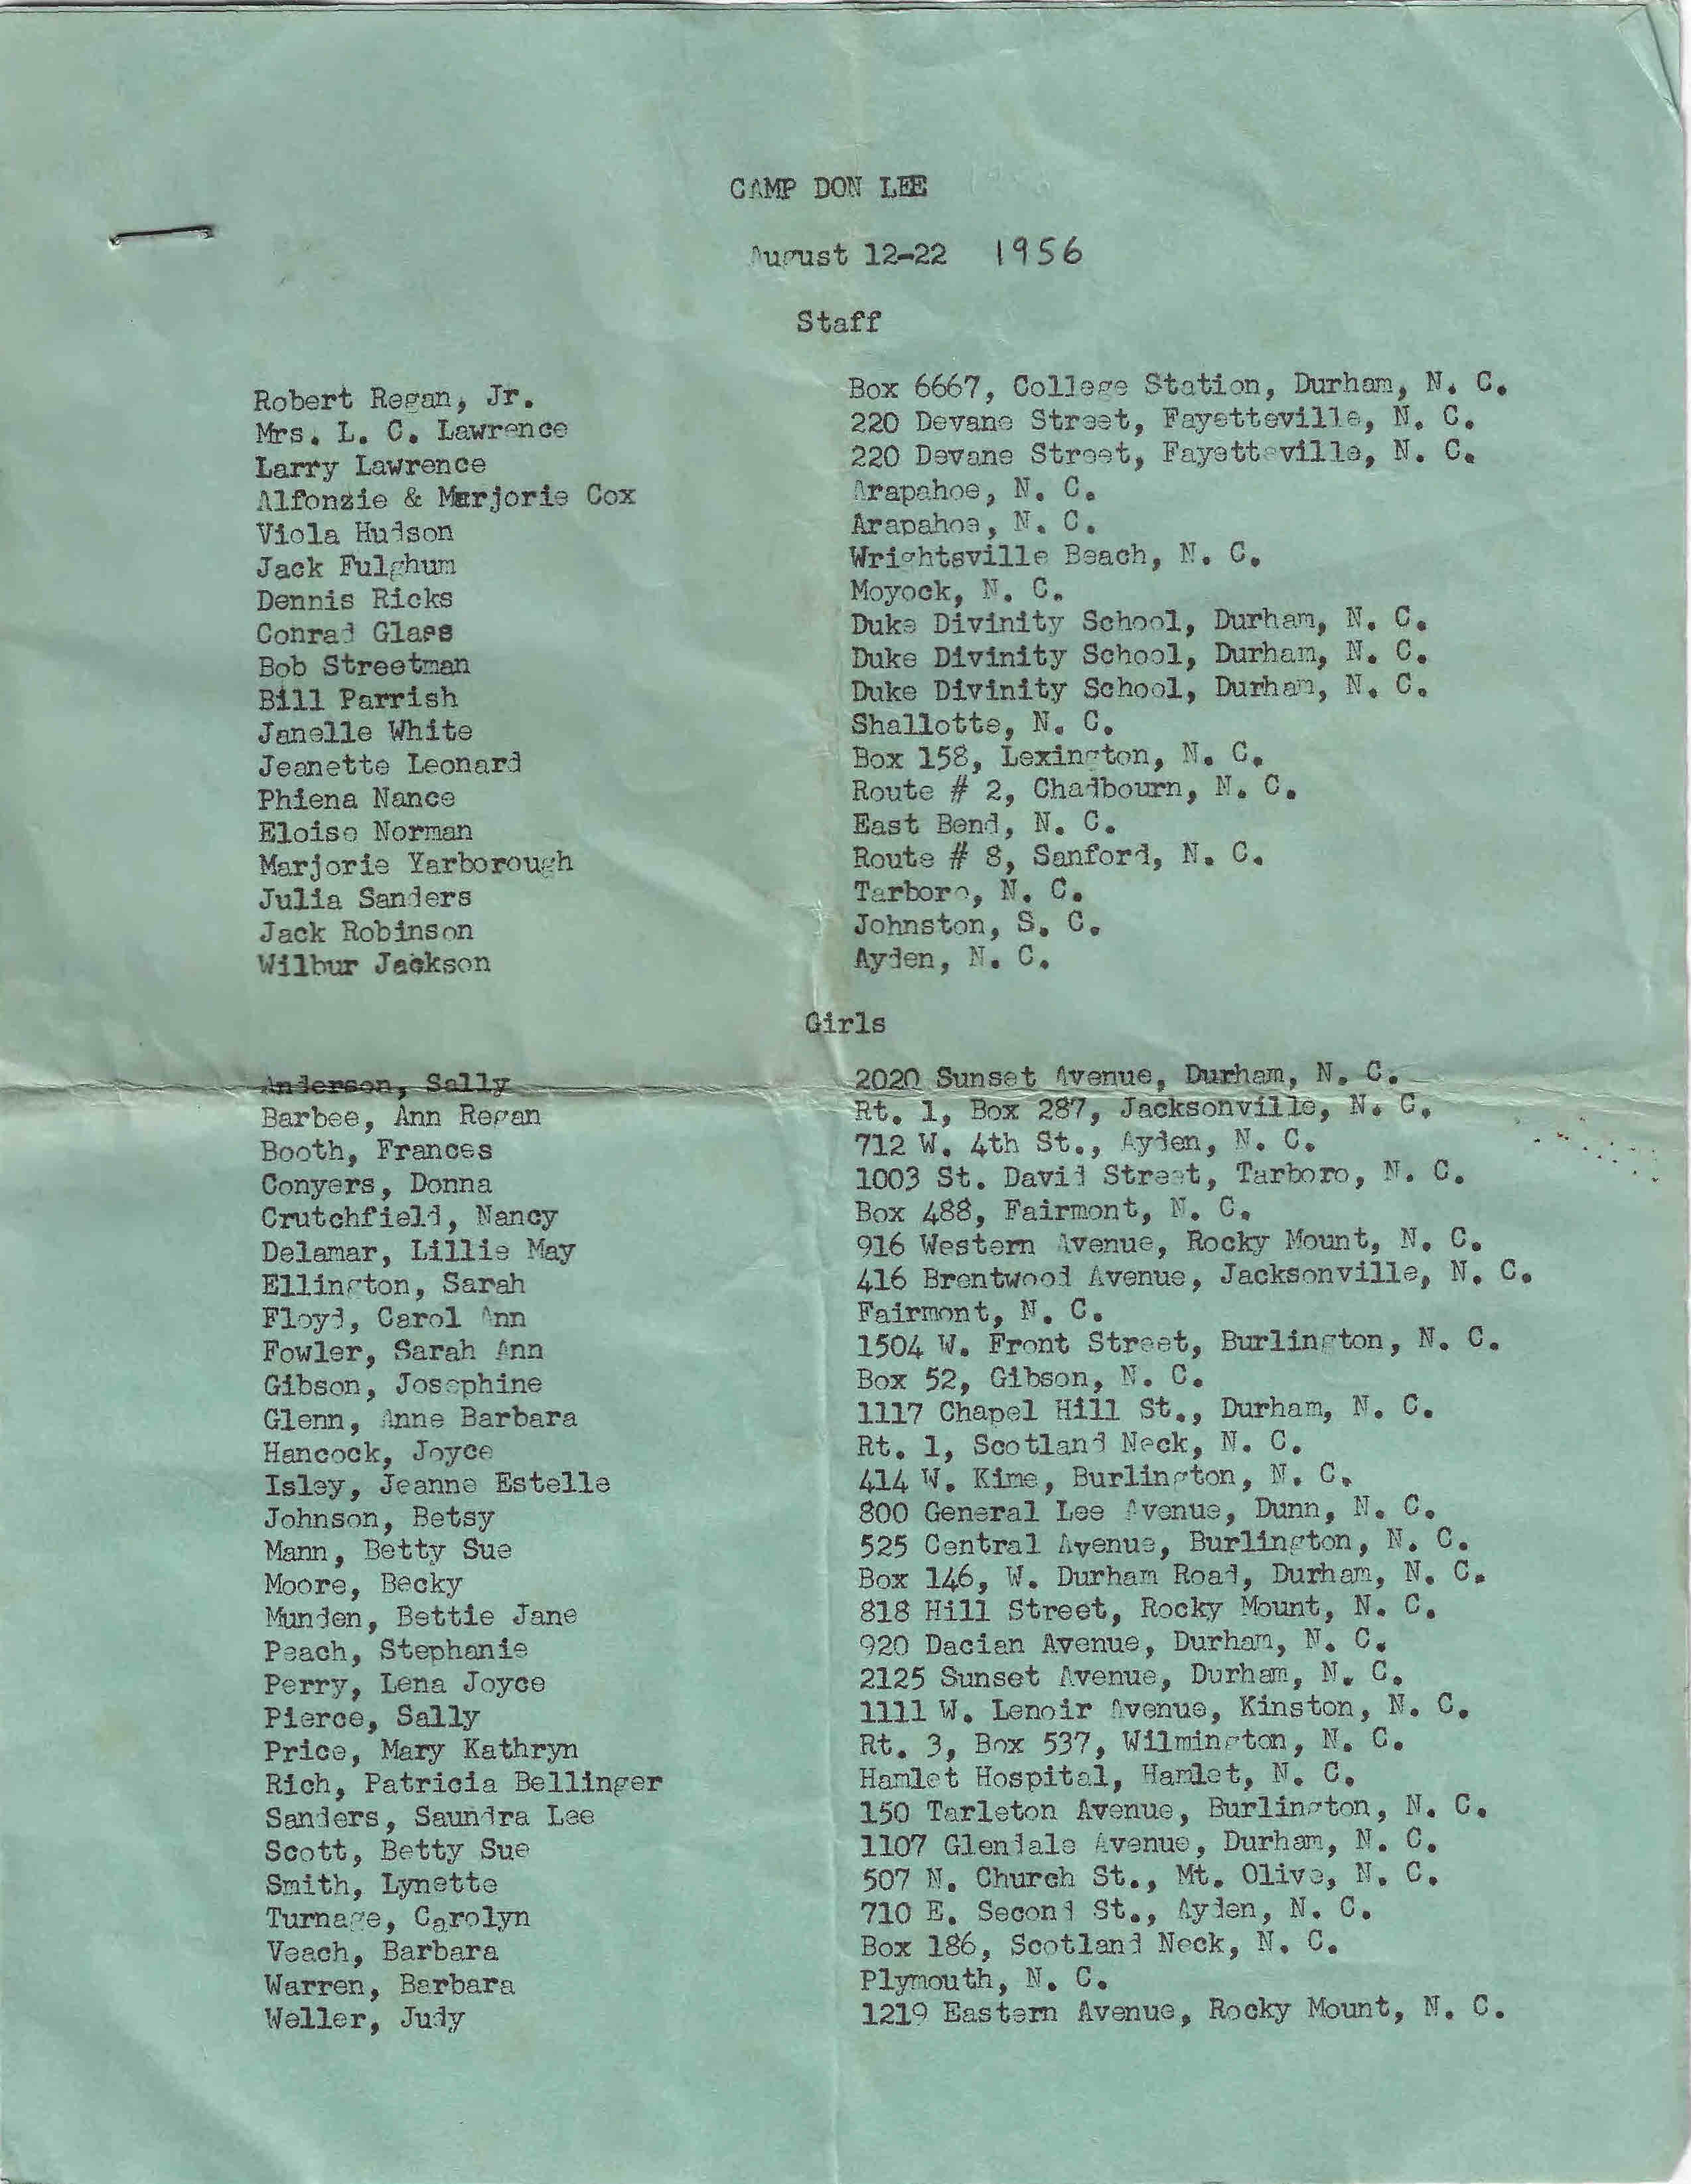 CAMP DON LEE
August 12-22 1956
Staff
Robert Regan, Jr. Box 6667, College Station, Durham, N. C.
Mrs. L. C. Lawrence 220 Devane Street, Fayetteville, N. C.
Larry Lawrence 220 Devane Street, Fayetteville, N. C.
Alfonzie & Marjorie Cox Arapahoe, N. C.
Viola Hudson Arapahoe, N. C.
Jack Fulghum Wrightsville Beach, N. C.
Dennis Ricks Moyock, N. C.
Conrad Glass Duke Divinity School, Durham, N. C.
Bob Streetman Duke Divinity School, Durham, N. C.
Bill Parrish Duke Divinity School, Durham, N. C.
Janelle White Shallotte, N. C.
Jeanette Leonard Box 158, Lexington, N. C.
Phiena Nance Route # 2, Chadbourn, N. C.
Eloise Norman East Bend, N. C.
Marjorie Yarborough Route # 8, Sanford, N. C.
Julia Sanders Tarboro, N. C.
Jack Robinson Johnston, S. C.
Wilbur Jackson Ayden, N. C.
Girls
Anderson, Sally 2020 Sunset Avenue, Durham, N. C.
Barbee, Ann Regan Rt. 1, Box 287, Jacksonville, N. C.
Booth, Frances 712 W. 4th St., Ayden, N. C.
Conyers, Donna 1003 St. David Street, Tarboro, N. C.
Crutchfield, Nancy Box 488, Fairmont, N. C.
Delamar, Lillie May 916 Western Avenue, Rocky Mount, N. C.
Ellington, Sarah 416 Brentwood Avenue, Jacksonville, N. C.
Floyd, Carol Ann Fairmont, N. C.
Fowler, Sarah Ann 1504 W. Front Street, Burlington, N. C.
Gibson, Josephine Box 52, Gibson, N. C.
Glenn, Anne Barbara 1117 Chapel Hill St., Durham, N. C.
Hancock, Joyce Rt. 1, Scotland Neck, N. C.
Isley, Jeanne Estelle 414 W. Kime, Burlington, N. C.
Johnson, Betsy 800 General Lee Avenue, Dunn, N. C.
Mann, Betty Sue 525 Central Avenue, Burlington, N. C.
Moore, Becky Box 146, W. Durham Road, Durham, N. C.
Munden, Bettie Jane 818 Hill Street, Rocky Mount, N. C.
Peach, Stephanie 920 Dacian Avenue, Durham, N. C.
Perry, Lena Joyce 2125 Sunset Avenue, Durham, N. C.
Pierce, Sally 1111 W. Lenoir Avenue, Kinston, N. C.
Price, Mary Kathryn Rt. 3, Box 537, Wilmington, N. C.
Rich, Patricia Bellinger Hamlet Hospital, Hamlet, N. C.
Sanders, Saundra Lee 150 Tarleton Avenue, Burlington, N. C.
Scott, Betty Sue 1107 Glendale Avenue, Durham, N. C.
Smith, Lynette 507 N. Church St., Mt. Olive, N. C.
Turnage, Carolyn 710 E. Second St., Ayden, N. C.
Veach, Barbara Box 186, Scotland Neck, N. C.
Warren, Barbara Plymouth, N. C.
Weller, Judy 1219 Eastern Avenue, Rocky Mount, N. C.